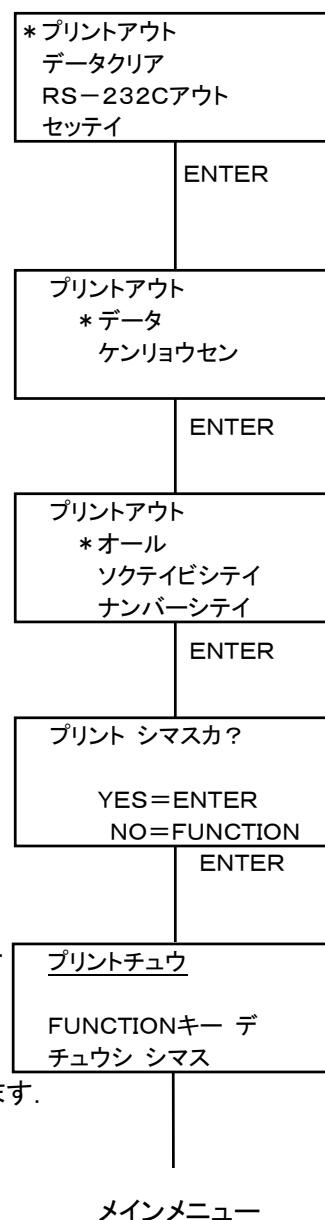 *プリントアウト
データクリア
RS-232Cアウト
セッテイ
ENTER
プリントアウト
*データ
ケンリョウセン
ENTER
プリントアウト
*オール
ソクテイビシテイ
ナンバーシテイ
ENTER
プリント シマスカ?
YES=ENTER
NO=FUNCTION
ENTER
プリントチュウ
FUNCTIONキー デ
チュウシ シマス
ます.
メインメニュー